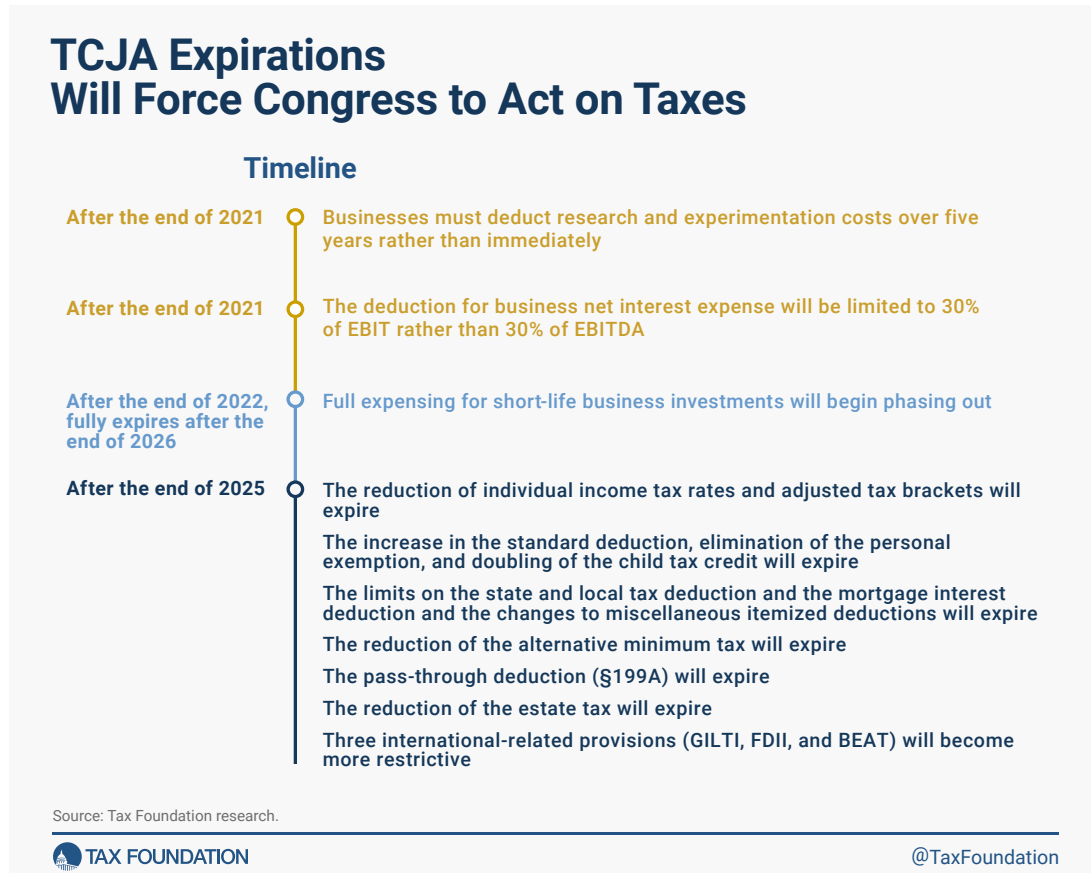 TCJA Expirations
Will Force Congress to Act on Taxes
Timeline
After the end of 2021
Businesses must deduct research and experimentation costs over five
years rather than immediately
After the end of 2021
The deduction for business net interest expense will be limited to 30%
of EBIT rather than 30% of EBITDA
After the end of 2022,
fully expires after the
end of 2026
Full expensing for short-life business investments will begin phasing out
After the end of 2025
The reduction of individual income tax rates and adjusted tax brackets will
expire
The increase in the standard deduction, elimination of the personal
exemption, and doubling of the child tax credit will expire
The limits on the state and local tax deduction and the mortgage interest
deduction and the changes to miscellaneous itemized deductions will expire
The reduction of the alternative minimum tax will expire
The pass-through deduction (§199A) will expire
The reduction of the estate tax will expire
Three international-related provisions (GILTI, FDII, and BEAT) will become
more restrictive
Source: Tax Foundation research.
TAX FOUNDATION
@TaxFoundation